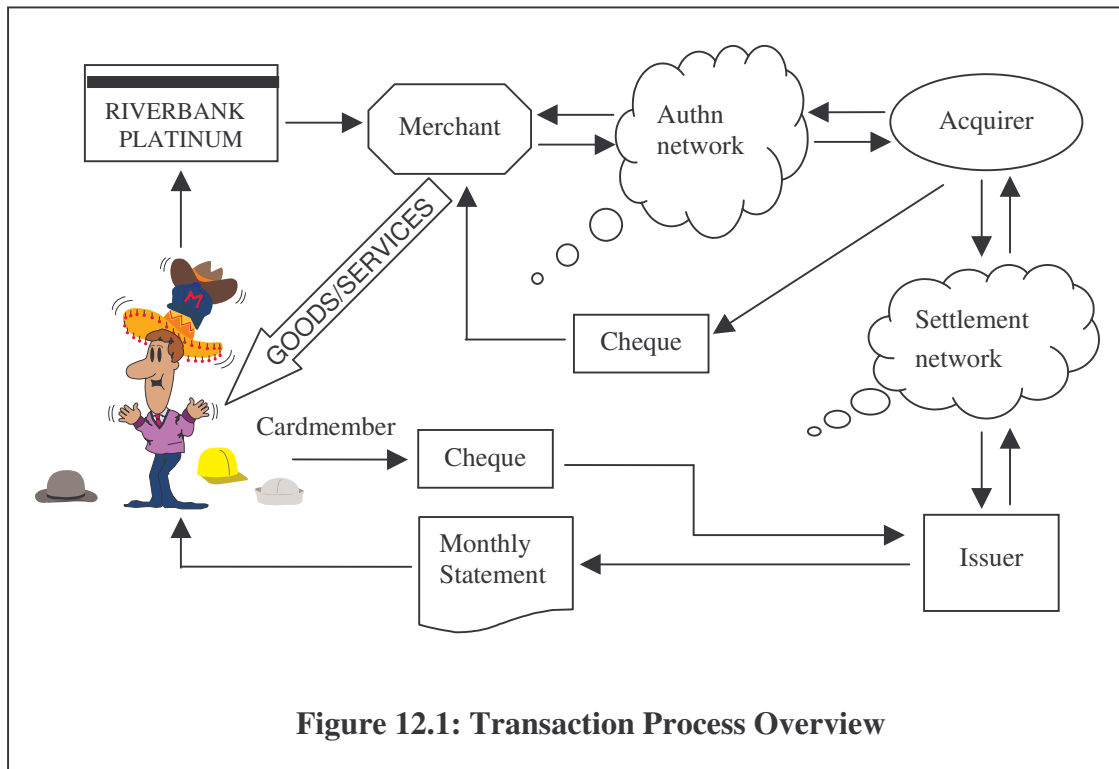 RIVERBANK
PLATINUM
Merchant
Authn
network
Acquirer
GOODS/SERVICES
M
Cheque
Settlement
network
Cardmember
Cheque
Monthly
Statement
Issuer
Figure 12.1: Transaction Process Overview